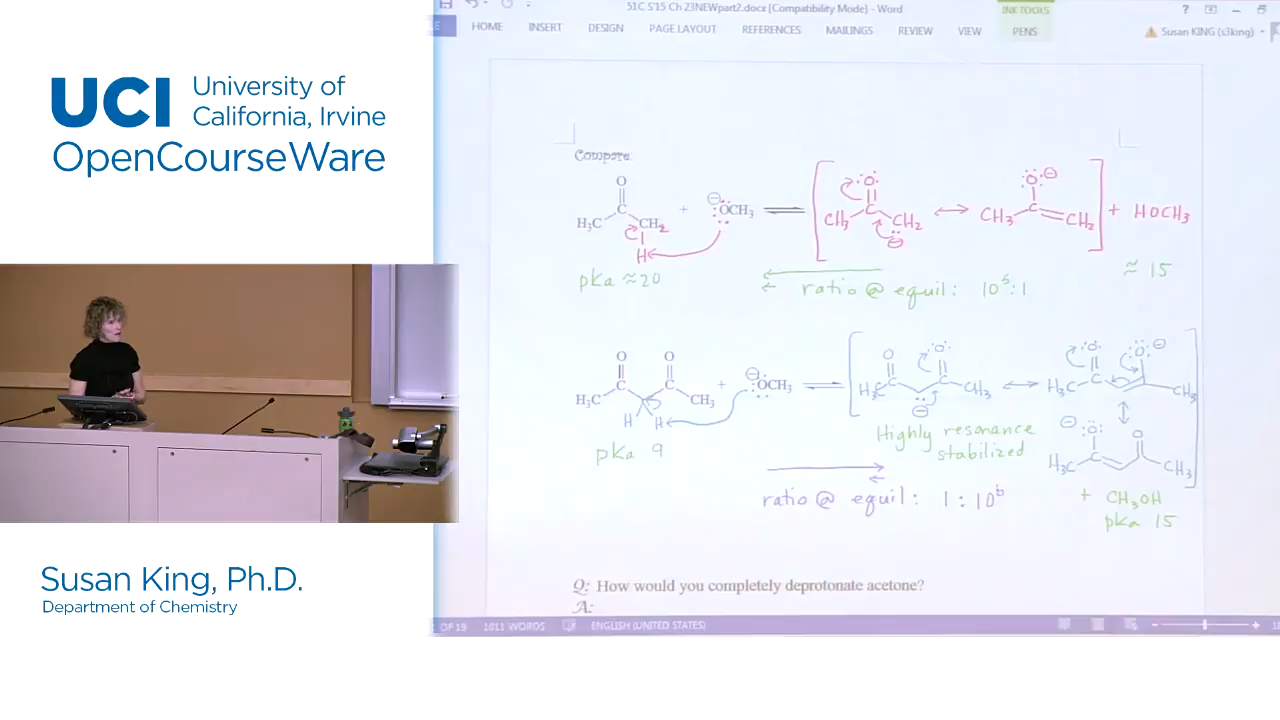 UCI University of California, Irvine
OpenCourseWare
51C S'15 Ch 23NEWpart2.docx [Compatibility Mode] - Word
INK TOOLS
HOME INSERT DESIGN PAGE LAYOUT REFERENCES MAILINGS REVIEW VIEW PENS
Susan KING (s3king)
Compare:
O
H₃C C CH₂ H + ⊖ :OCH₃ ⇌ [ CH₃ C :O: CH₂ ⊖ ↔ CH₃ C :O: ⊖ CH₂ ] + HOCH₃
pka ≈ 20
ratio @ equil: 10⁵:1
≈ 15
O O
H₃C C C CH₃ H H + ⊖ :OCH₃ ⇌ [ H₃C O :O: CH₃ ⊖ ↔ H₃C C :O: :O: ⊖ CH₃
⊖ :O: O
H₃C C CH₃ ]
pka 9
Highly resonance
stabilized
ratio @ equil: 1 : 10⁶
+ CH₃OH
pka 15
Q: How would you completely deprotonate acetone?
A:
OF 19 1011 WORDS ENGLISH (UNITED STATES)
Susan King, Ph.D.
Department of Chemistry